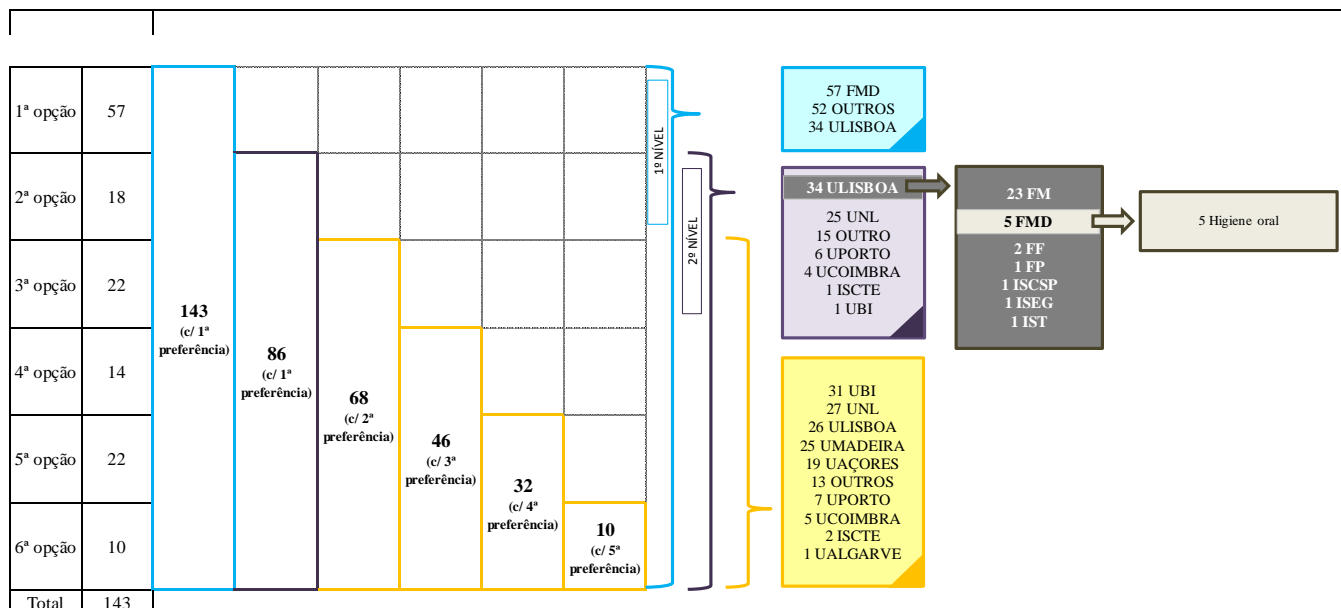 1ª opção 57
2ª opção 18
3ª opção 22
4ª opção 14
5ª opção 22
6ª opção 10
Total 143
143
(c/ 1ª
preferência)
86
(c/ 1ª
preferência)
68
(c/ 2ª
preferência)
46
(c/ 3ª
preferência)
32
(c/ 4ª
preferência)
10
(c/ 5ª
preferência)
1º NÍVEL
2º NÍVEL
57 FMD
52 OUTROS
34 ULISBOA
34 ULISBOA
25 UNL
15 OUTRO
6 UPORTO
4 UCOIMBRA
1 ISCTE
1 UBI
23 FM
5 FMD
2 FF
1 FP
1 ISCSP
1 ISEG
1 IST
5 Higiene oral
31 UBI
27 UNL
26 ULISBOA
25 UMADEIRA
19 UAÇORES
13 OUTROS
7 UPORTO
5 UCOIMBRA
2 ISCTE
1 UALGARVE